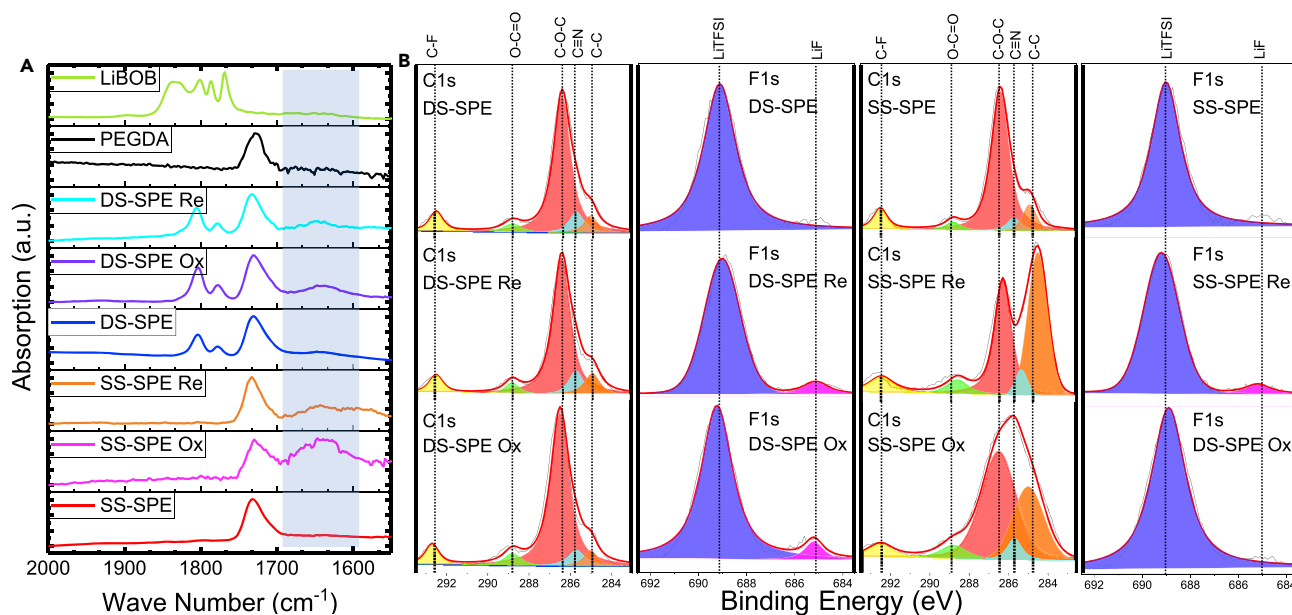 A
LiBOB
PEGDA
DS-SPE Re
DS-SPE Ox
DS-SPE
SS-SPE Re
SS-SPE Ox
SS-SPE
Absorption (a.u.)
2000 1900 1800 1700 1600
Wave Number (cm-1)
B
C-F O-C=O C-O-C C≡N C-C LiTFSI LiF C-F O-C=O C-O-C C≡N C-C LiTFSI LiF
C1s
DS-SPE
F1s
DS-SPE
C1s
SS-SPE
F1s
SS-SPE
C1s
DS-SPE Re
F1s
DS-SPE Re
C1s
SS-SPE Re
F1s
SS-SPE Re
C1s
DS-SPE Ox
F1s
DS-SPE Ox
C1s
SS-SPE Ox
F1s
DS-SPE Ox
292 290 288 286 284 692 690 688 686 684 292 290 288 286 284 692 690 688 686 684
Binding Energy (eV)